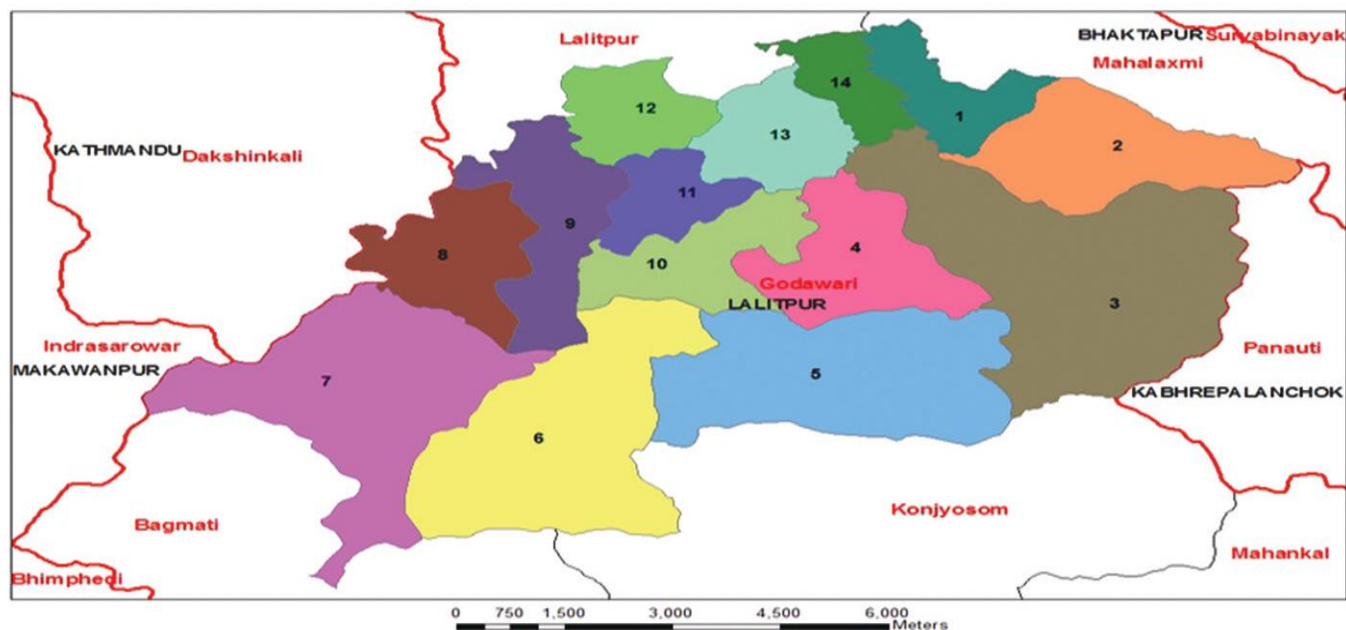 Lalitpur
BHAKTAPUR Suryabinayak
Mahalaxmi
14
12
1
13
2
KATHMANDU Dakshinkali
11
9
4
8
10
Godawari
LALITPUR
3
Indrasarowar
Panauti
MAKAWANPUR
7
5
KABHREPALANCHOK
6
Konjyosom
Bagmati
Mahankal
Bhimphedi
0 750 1,500 3,000 4,500 6,000
Meters